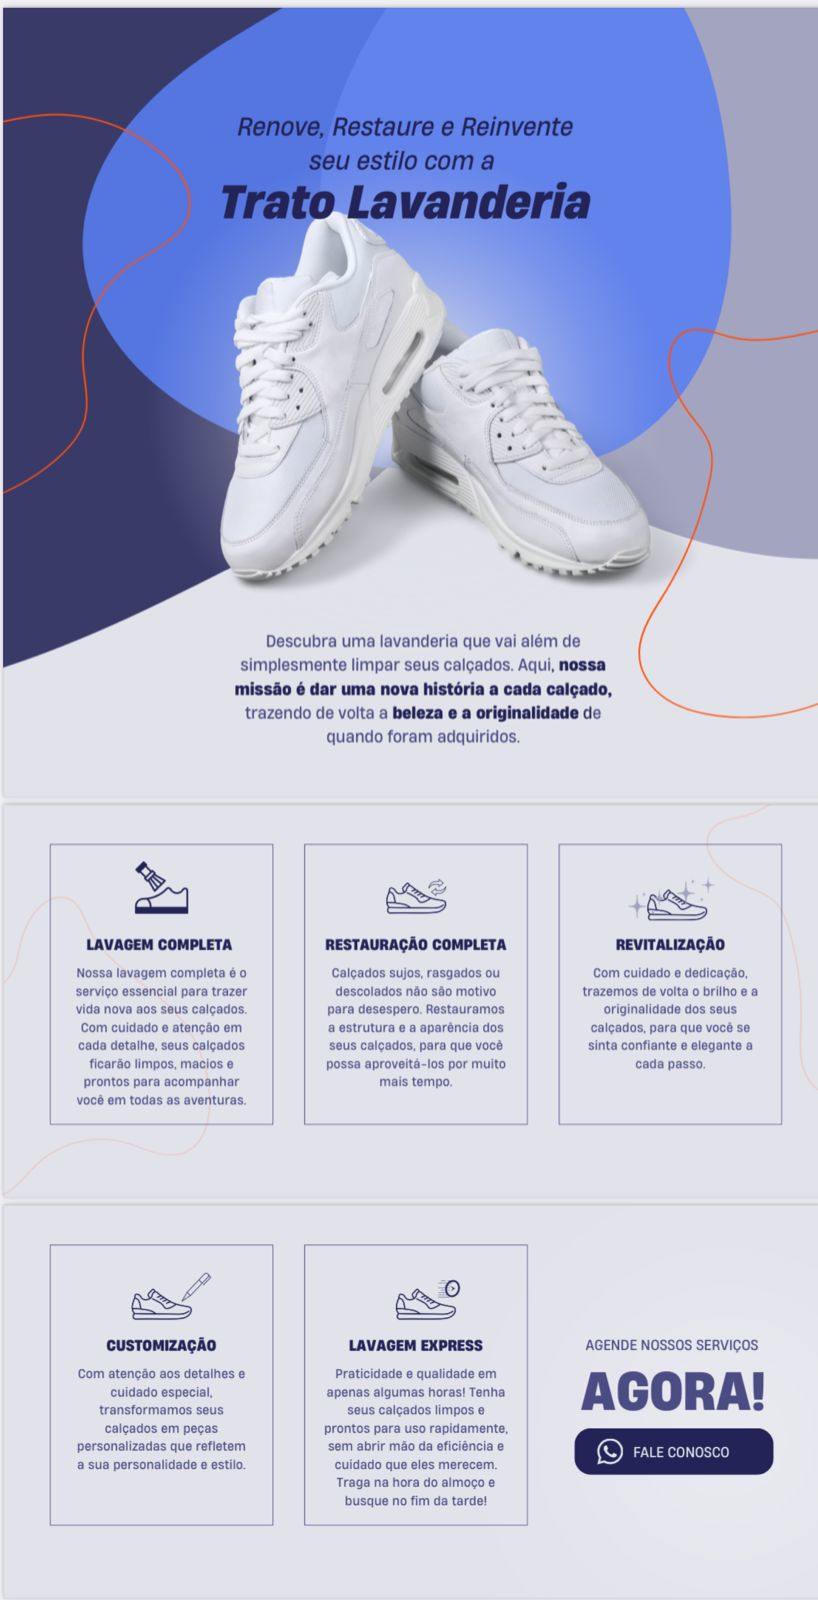 Renove, Restaure e Reinvente
seu estilo com a
Trato Lavanderia
Descubra uma lavanderia que vai além de
simplesmente limpar seus calçados. Aqui, nossa
missão é dar uma nova história a cada calçado,
trazendo de volta a beleza e a originalidade de
quando foram adquiridos.
LAVAGEM COMPLETA
Nossa lavagem completa é o
serviço essencial para trazer
vida nova aos seus calçados.
Com cuidado e atenção em
cada detalhe, seus calçados
ficarão limpos, macios e
prontos para acompanhar
você em todas as aventuras.
RESTAURAÇÃO COMPLETA
Calçados sujos, rasgados ou
descolados não são motivo
para desespero. Restauramos
a estrutura e a aparência dos
seus calçados, para que você
possa aproveitá-los por muito
mais tempo.
REVITALIZAÇÃO
Com cuidado e dedicação,
trazemos de volta o brilho e a
originalidade dos seus
calçados, para que você se
sinta confiante e elegante a
cada passo.
CUSTOMIZAÇÃO
Com atenção aos detalhes e
cuidado especial,
transformamos seus
calçados em peças
personalizadas que refletem
a sua personalidade e estilo.
LAVAGEM EXPRESS
Praticidade e qualidade em
apenas algumas horas! Tenha
seus calçados limpos e
prontos para uso rapidamente,
sem abrir mão da eficiência e
cuidado que eles merecem.
Traga na hora do almoço e
busque no fim da tarde!
AGENDE NOSSOS SERVIÇOS
AGORA!
FALE CONOSCO